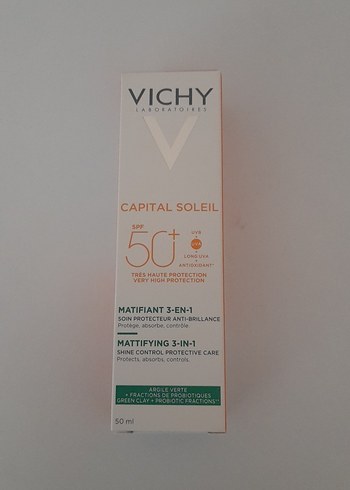 VICHY
LABORATOIRES
CAPITAL SOLEIL
SPF
50+
UVB
+
UVA
+
LONG UVA
+
ANTIOXIDANT*
TRÈS HAUTE PROTECTION
VERY HIGH PROTECTION
MATIFIANT 3-EN-1
SOIN PROTECTEUR ANTI-BRILLANCE
Protège, absorbe, contrôle.
MATTIFYING 3-IN-1
SHINE CONTROL PROTECTIVE CARE
Protects, absorbs, controls.
ARGILE VERTE
+ FRACTIONS DE PROBIOTIQUES
GREEN CLAY + PROBIOTIC FRACTIONS**
50 ml